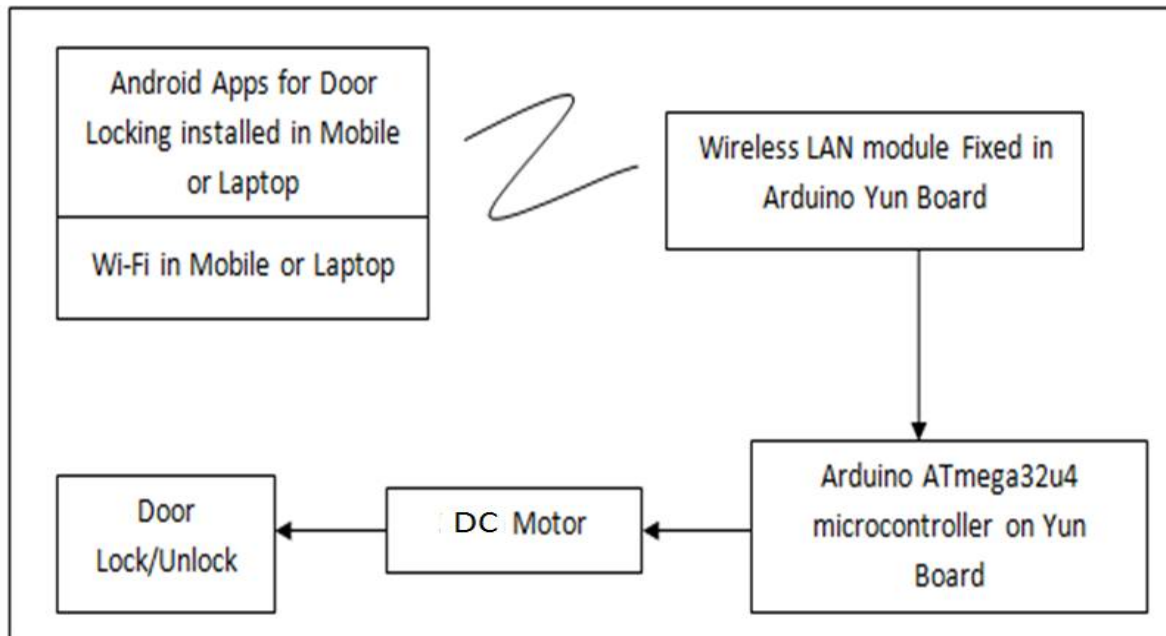 Android Apps for Door
Locking installed in Mobile
or Laptop
Wi-Fi in Mobile or Laptop
Wireless LAN module Fixed in
Arduino Yun Board
Arduino ATmega32u4
microcontroller on Yun
Board
DC Motor
Door
Lock/Unlock